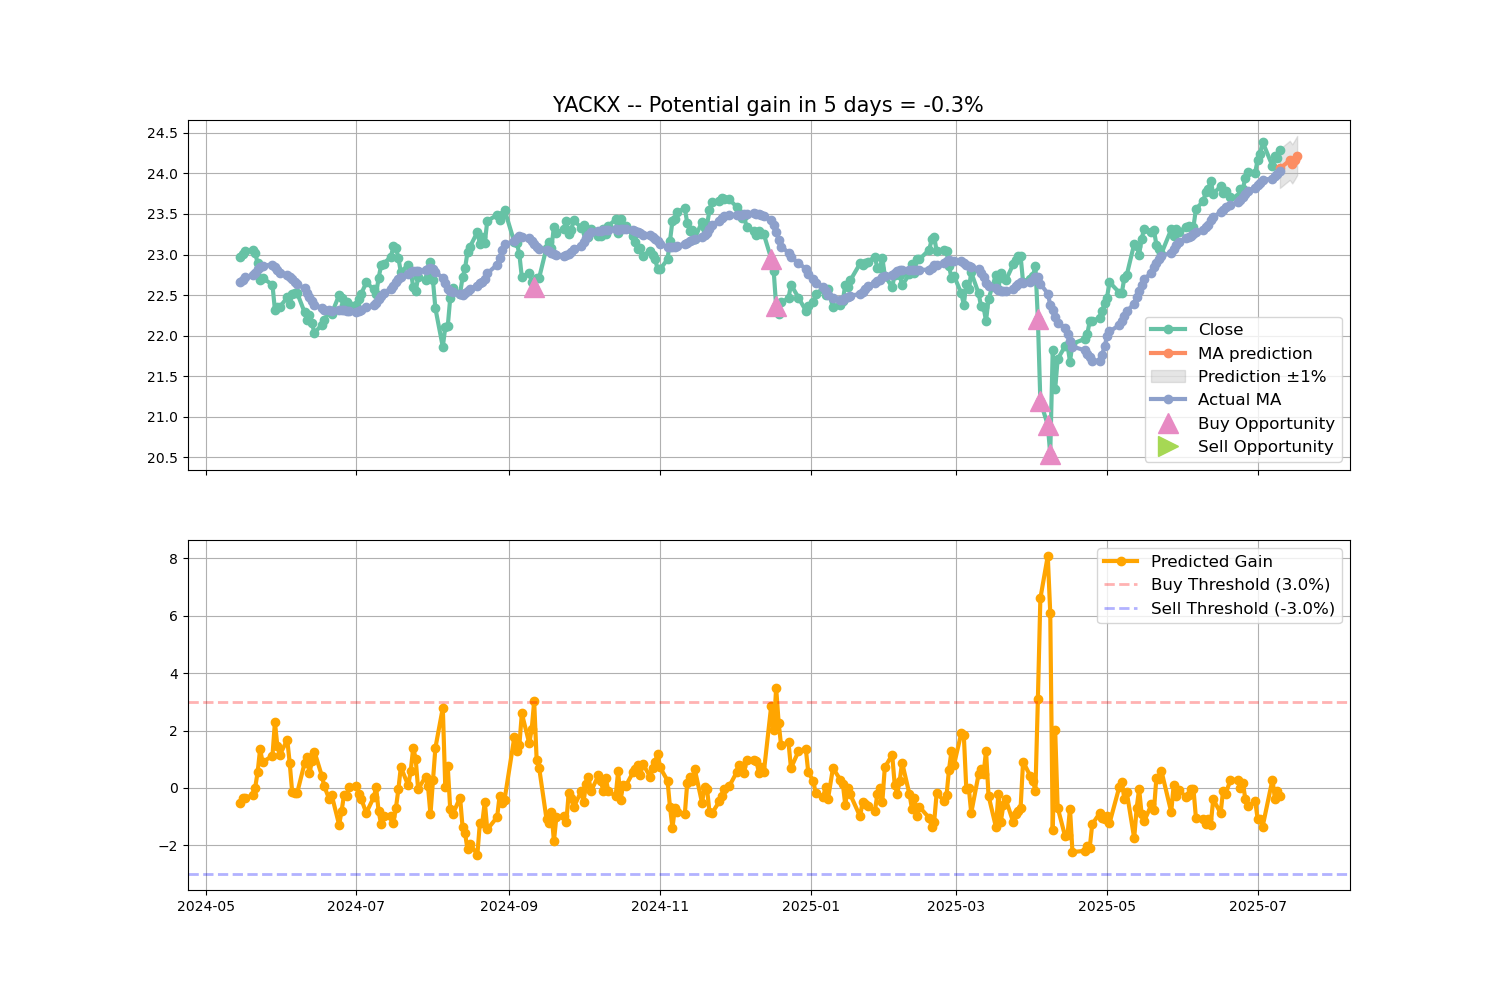 YACKX -- Potential gain in 5 days = -0.3%
24.5
24.0
23.5
23.0
22.5
22.0
21.5
21.0
20.5
Close
MA prediction
Prediction ±1%
Actual MA
Buy Opportunity
Sell Opportunity
8
6
4
2
0
−2
Predicted Gain
Buy Threshold (3.0%)
Sell Threshold (-3.0%)
2024-05 2024-07 2024-09 2024-11 2025-01 2025-03 2025-05 2025-07